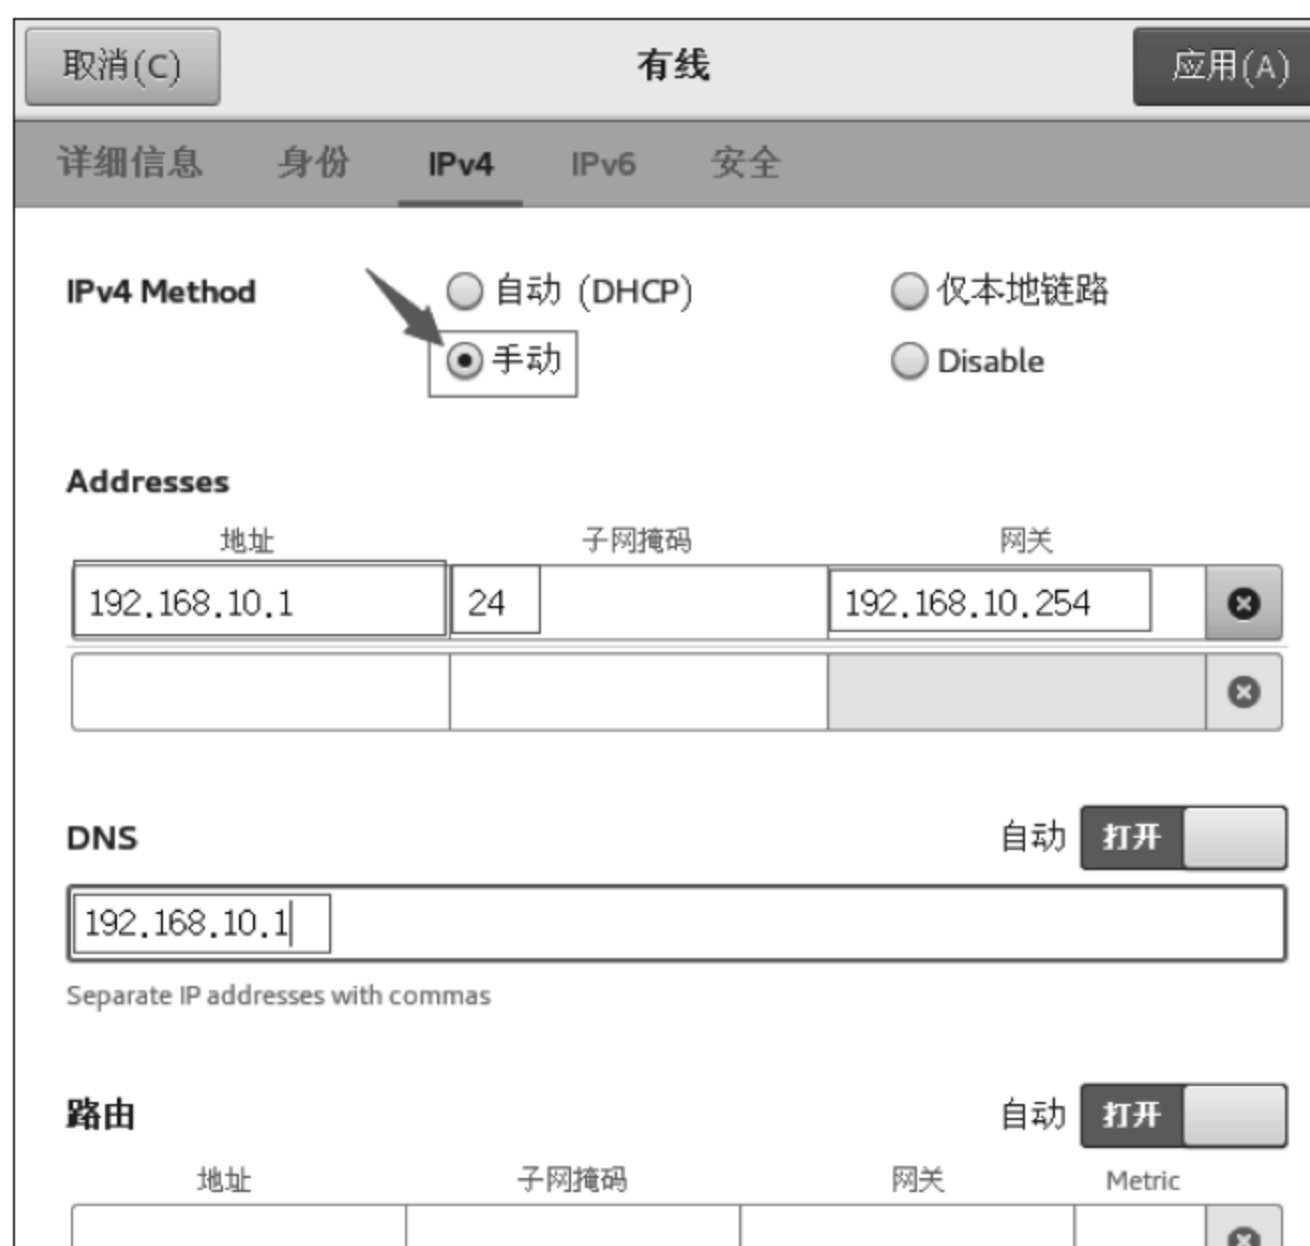 取消(C) 有线 应用(A)
详细信息 身份 IPv4 IPv6 安全
IPv4 Method 自动 (DHCP) 仅本地链路
手动 Disable
Addresses
地址 子网掩码 网关
192.168.10.1 24 192.168.10.254
DNS 自动 打开
192.168.10.1
Separate IP addresses with commas
路由 自动 打开
地址 子网掩码 网关 Metric